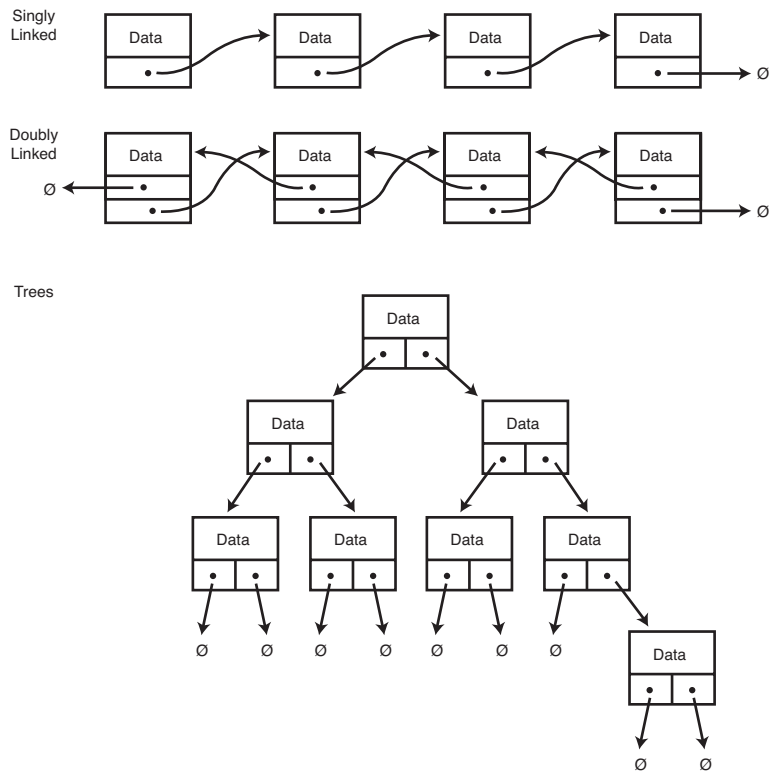 Singly
Linked
Data Data Data Data
Ø
Doubly
Linked
Data Data Data Data
Ø
Ø
Trees
Data
Data Data
Data Data Data Data
Ø Ø Ø Ø Ø Ø Ø
Data
Ø Ø